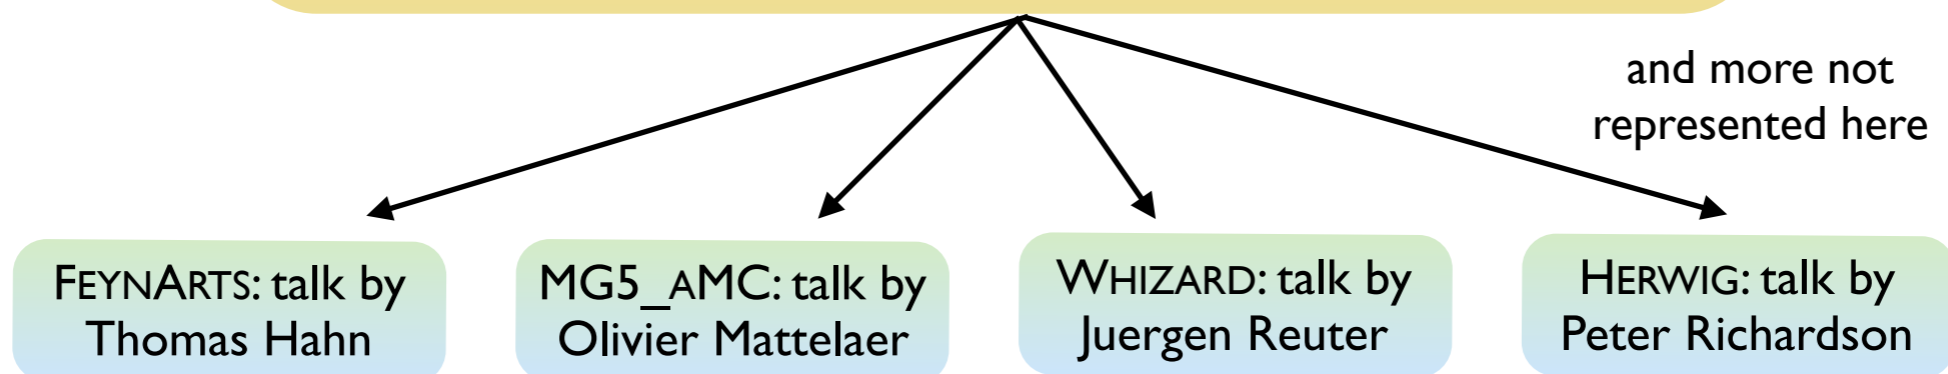 and more not
represented here
FEYNARTS: talk by
Thomas Hahn
MG5_AMC: talk by
Olivier Mattelaer
WHIZARD: talk by
Juergen Reuter
HERWIG: talk by
Peter Richardson